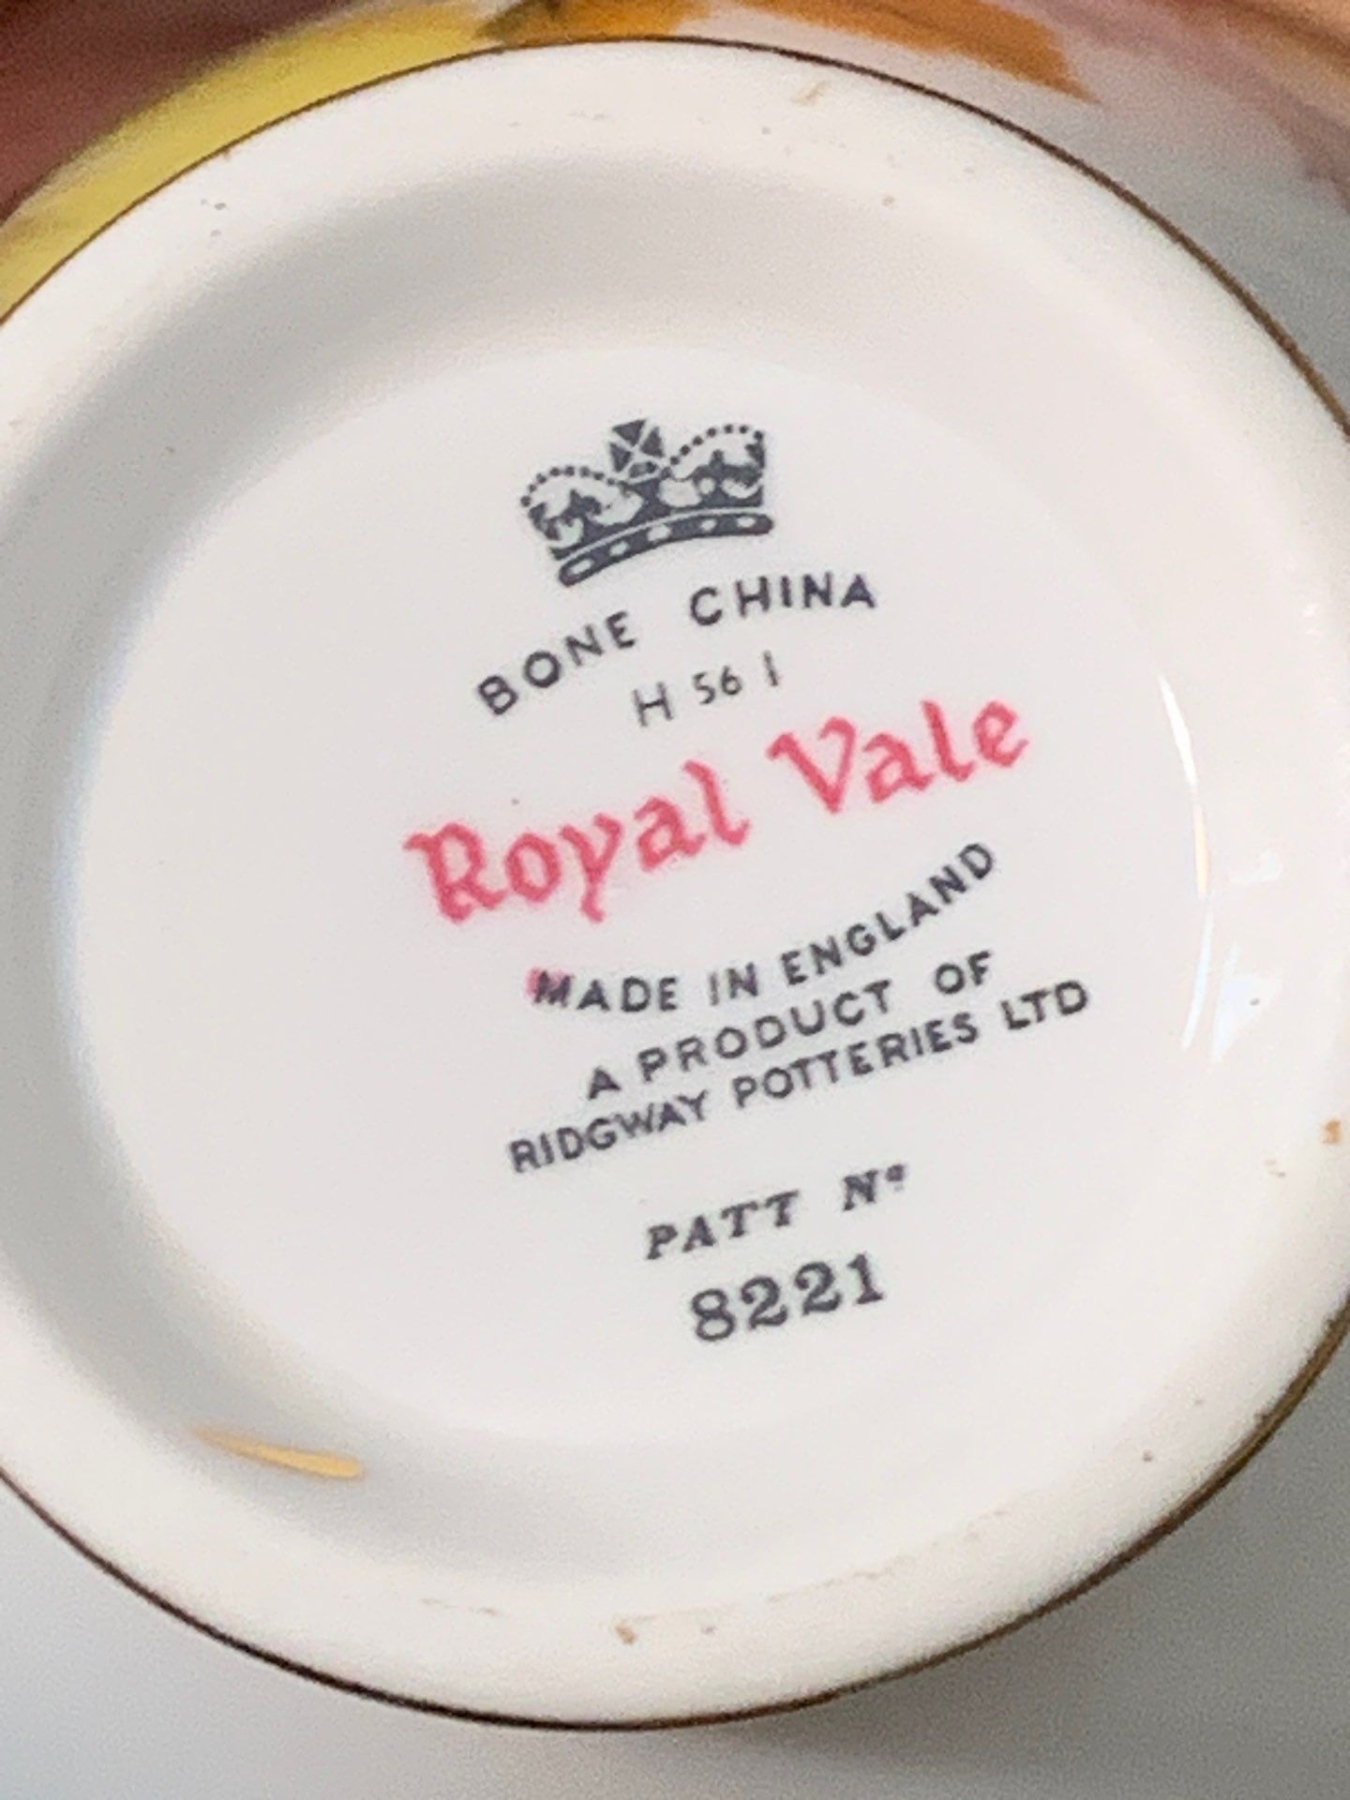 BONE CHINA
H 56 1
Royal Vale
MADE IN ENGLAND
A PRODUCT OF
RIDGWAY POTTERIES LTD
PATT Nº
8221